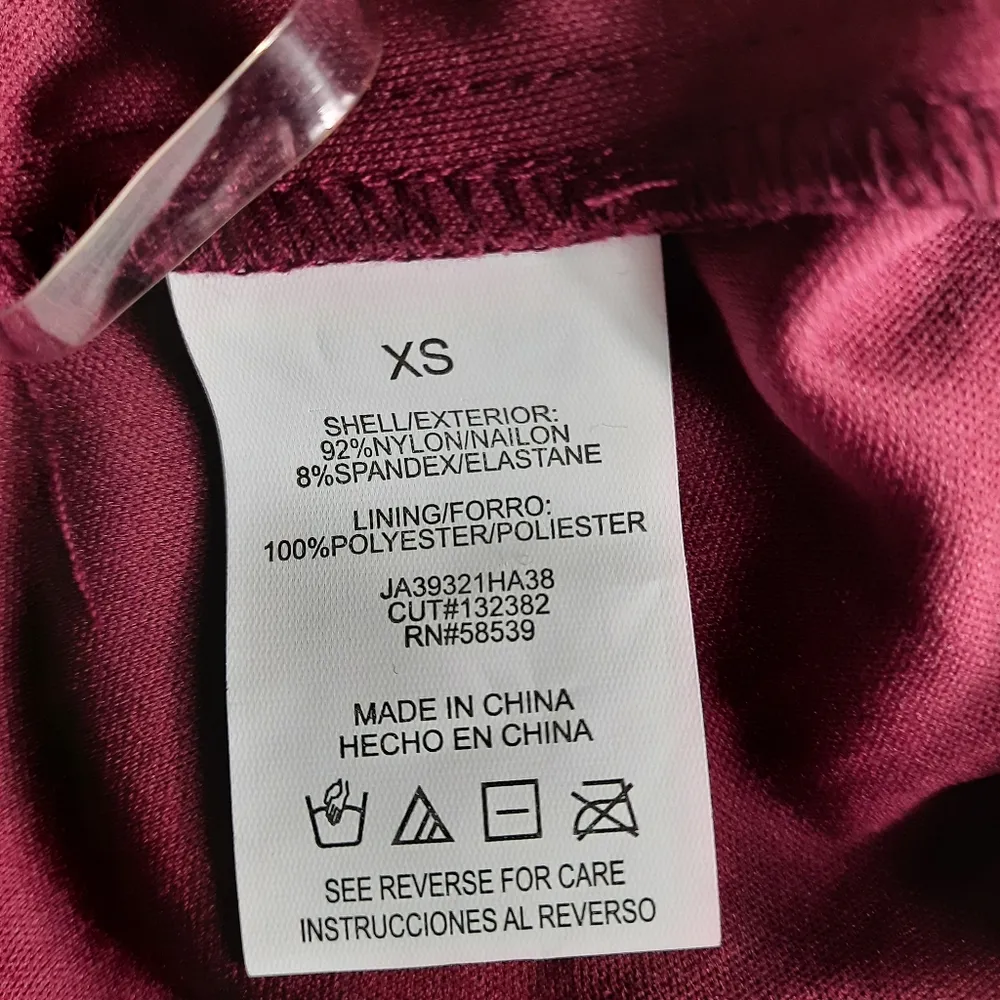 XS
SHELL/EXTERIOR:
92%NYLON/NAILON
8%SPANDEX/ELASTANE
LINING/FORRO:
100%POLYESTER/POLIESTER
JA39321HA38
CUT#132382
RN#58539
MADE IN CHINA
HECHO EN CHINA
SEE REVERSE FOR CARE
INSTRUCCIONES AL REVERSO